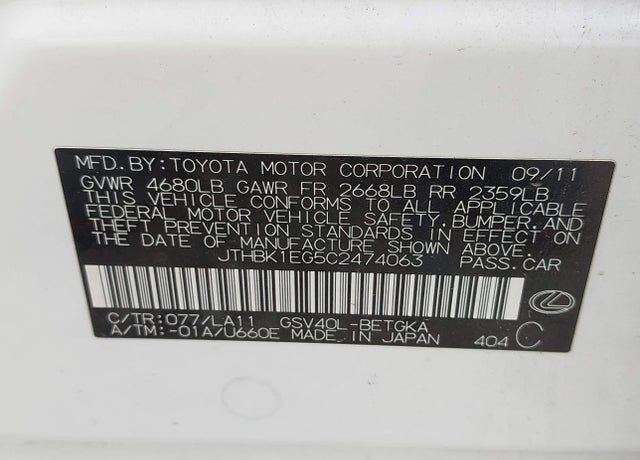 MFD. BY: TOYOTA MOTOR CORPORATION 09/11
GVWR 4680LB GAWR FR 2668LB RR 2359LB
THIS VEHICLE CONFORMS TO ALL APPLICABLE
FEDERAL MOTOR VEHICLE SAFETY, BUMPER, AND
THEFT PREVENTION STANDARDS IN EFFECT ON
THE DATE OF MANUFACTURE SHOWN ABOVE.
JTHBK1EG5C2474063 PASS. CAR
C/TR: 077/LA11 GSV40L-BETGKA
A/TM: -01A/U660E MADE IN JAPAN 404 C